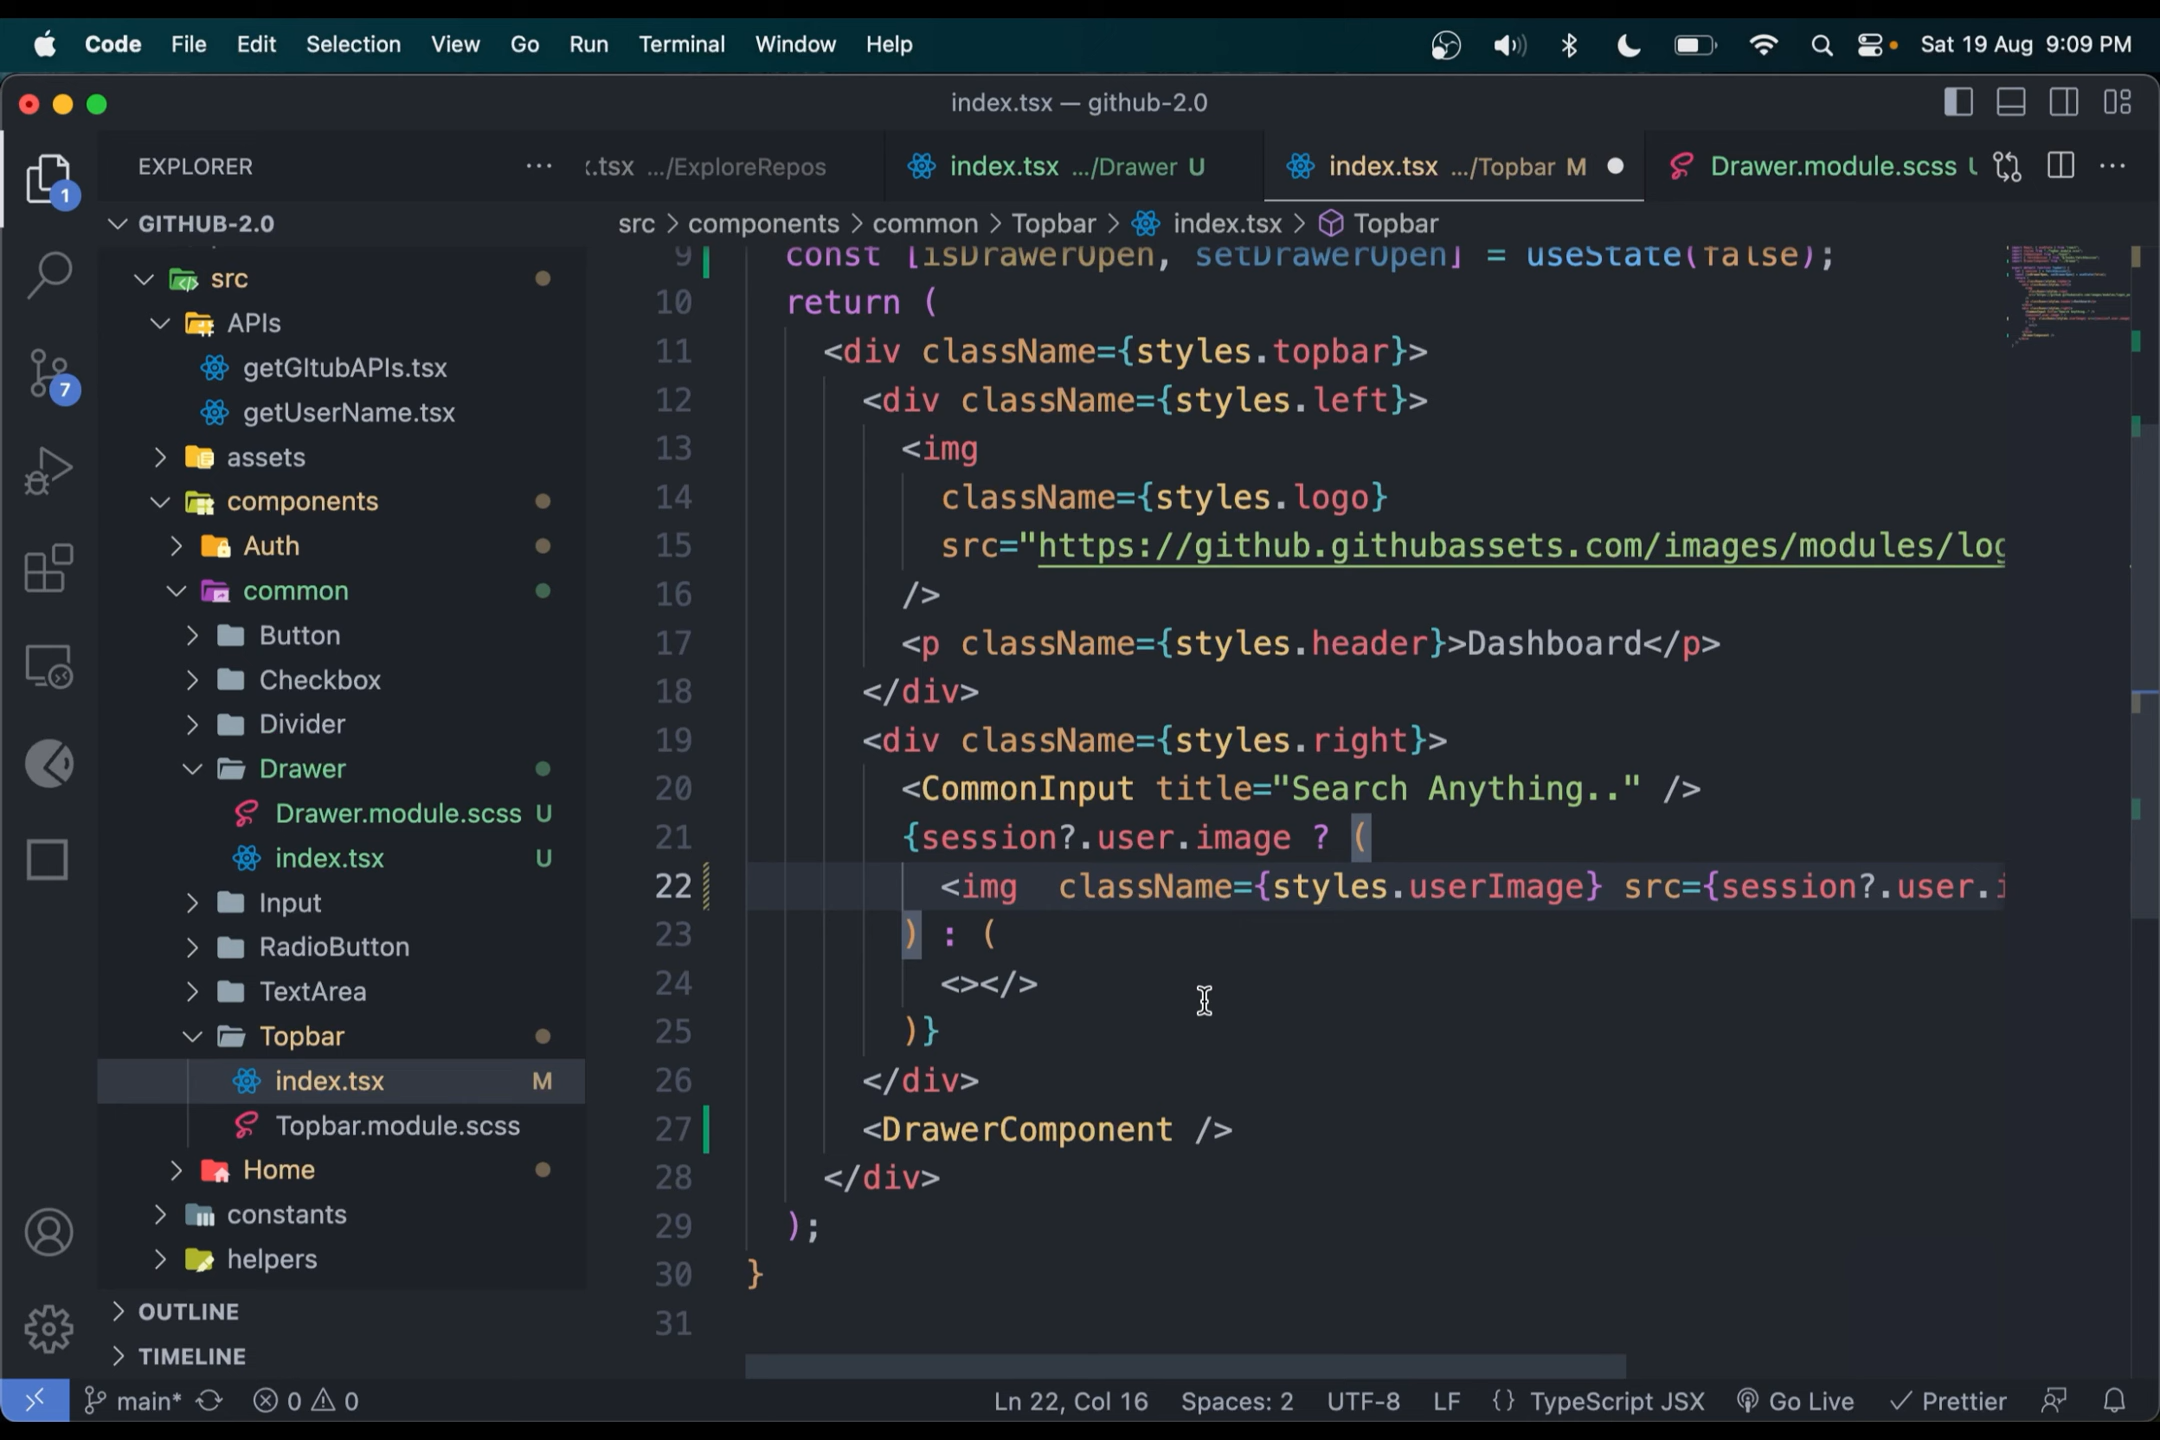 Code File Edit Selection View Go Run Terminal Window Help Sat 19 Aug 9:09 PM
index.tsx — github-2.0
EXPLORER
.tsx .../ExploreRepos
index.tsx .../Drawer U
index.tsx .../Topbar M
Drawer.module.scss
GITHUB-2.0
src > components > common > Topbar > index.tsx > Topbar
src
APIs
getGItubAPIs.tsx
getUserName.tsx
assets
components
Auth
common
Button
Checkbox
Divider
Drawer
Drawer.module.scss U
index.tsx U
Input
RadioButton
TextArea
Topbar
index.tsx M
Topbar.module.scss
Home
constants
helpers
OUTLINE
TIMELINE
1
7
9 const [isDrawerOpen, setDrawerOpen] = useState(false);
10 return (
11 <div className={styles.topbar}>
12 <div className={styles.left}>
13 <img
14 className={styles.logo}
15 src="https://github.githubassets.com/images/modules/log
16 />
17 <p className={styles.header}>Dashboard</p>
18 </div>
19 <div className={styles.right}>
20 <CommonInput title="Search Anything.." />
21 {session?.user.image ? (
22 <img  className={styles.userImage} src={session?.user.i
23 ) : (
24 <></>
25 )}
26 </div>
27 <DrawerComponent />
28 </div>
29 );
30 }
31
main* 0 0 Ln 22, Col 16 Spaces: 2 UTF-8 LF {} TypeScript JSX Go Live Prettier